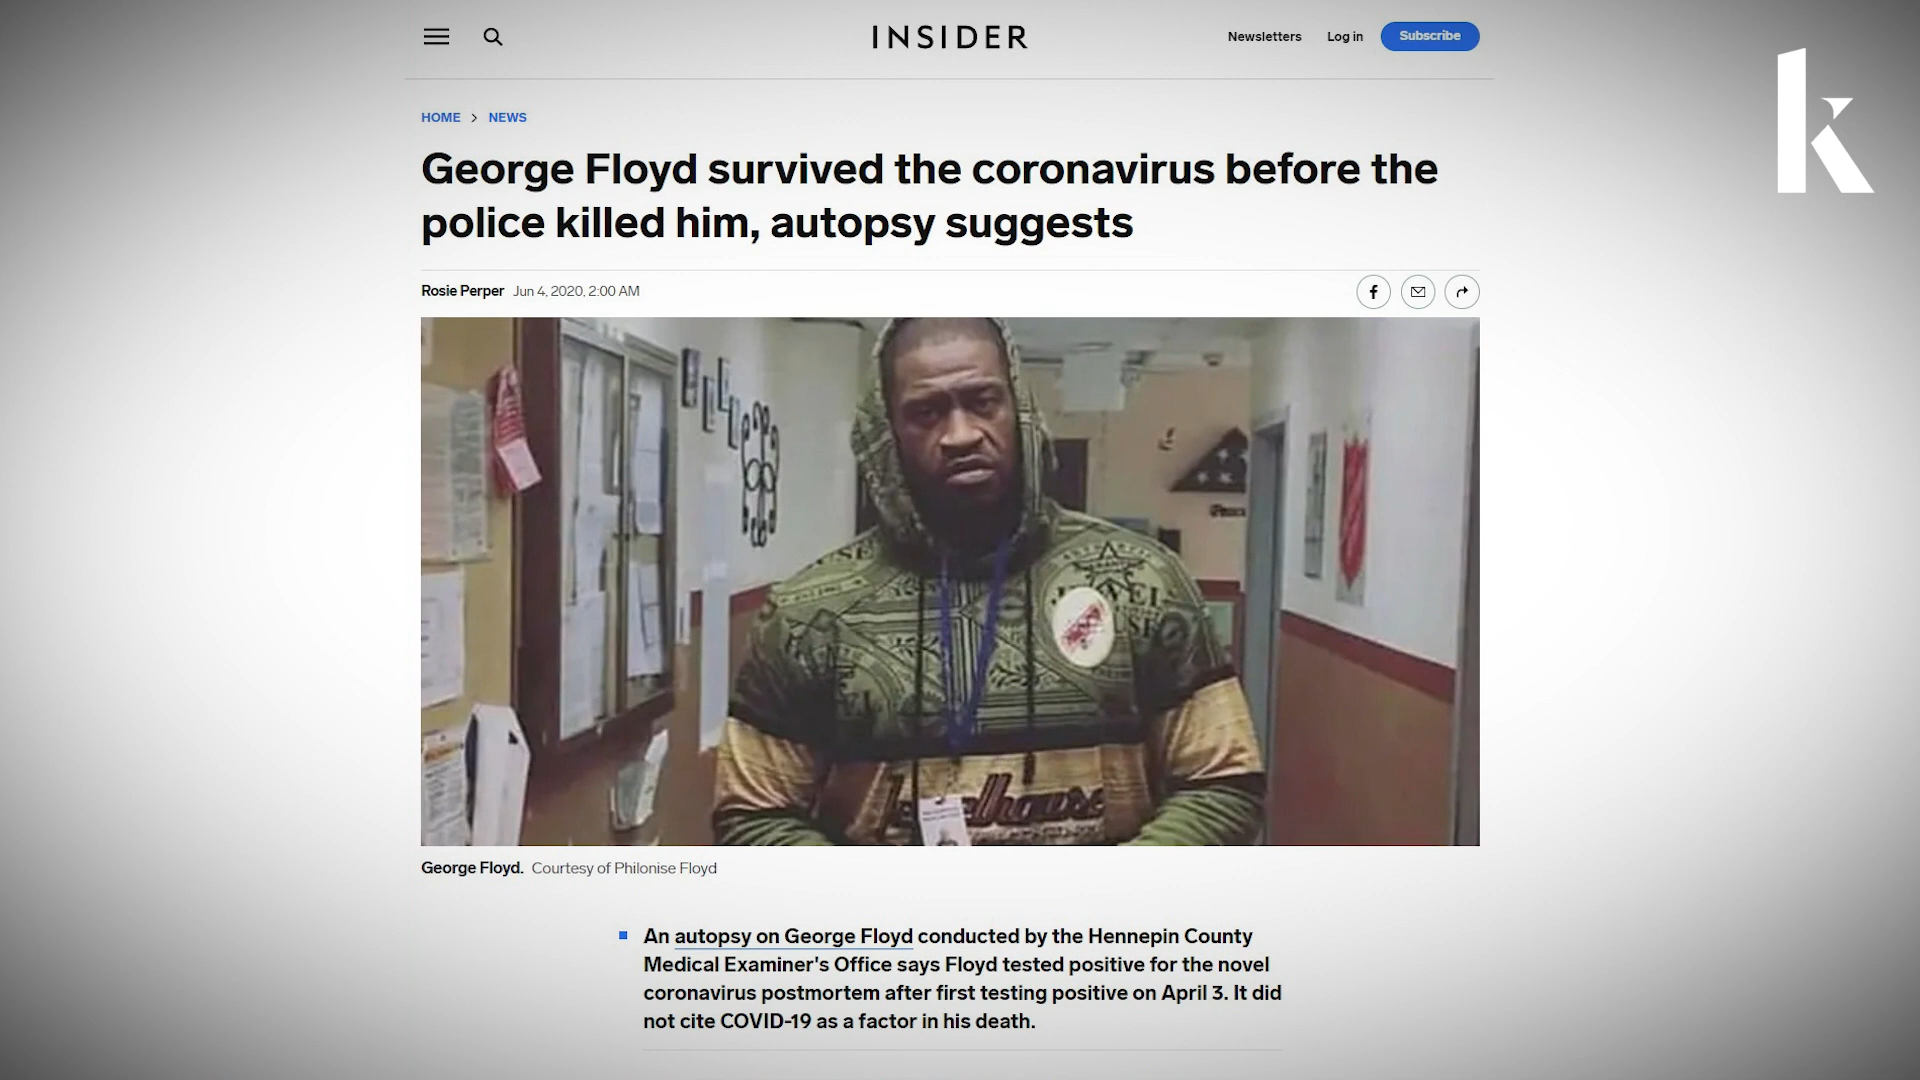 INSIDER
Newsletters
Log in
Subscribe
HOME > NEWS
George Floyd survived the coronavirus before the
police killed him, autopsy suggests
Rosie Perper Jun 4, 2020, 2:00 AM
George Floyd. Courtesy of Philonise Floyd
An autopsy on George Floyd conducted by the Hennepin County
Medical Examiner's Office says Floyd tested positive for the novel
coronavirus postmortem after first testing positive on April 3. It did
not cite COVID-19 as a factor in his death.
k